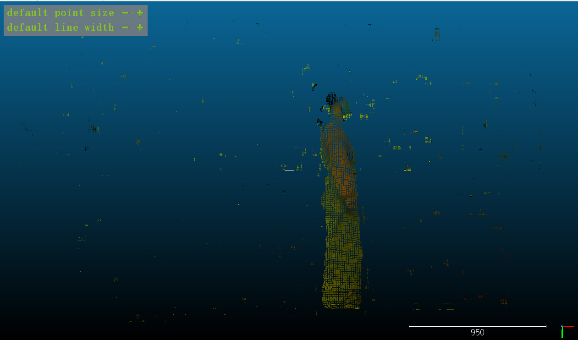 default point size - +
default line width - +
950